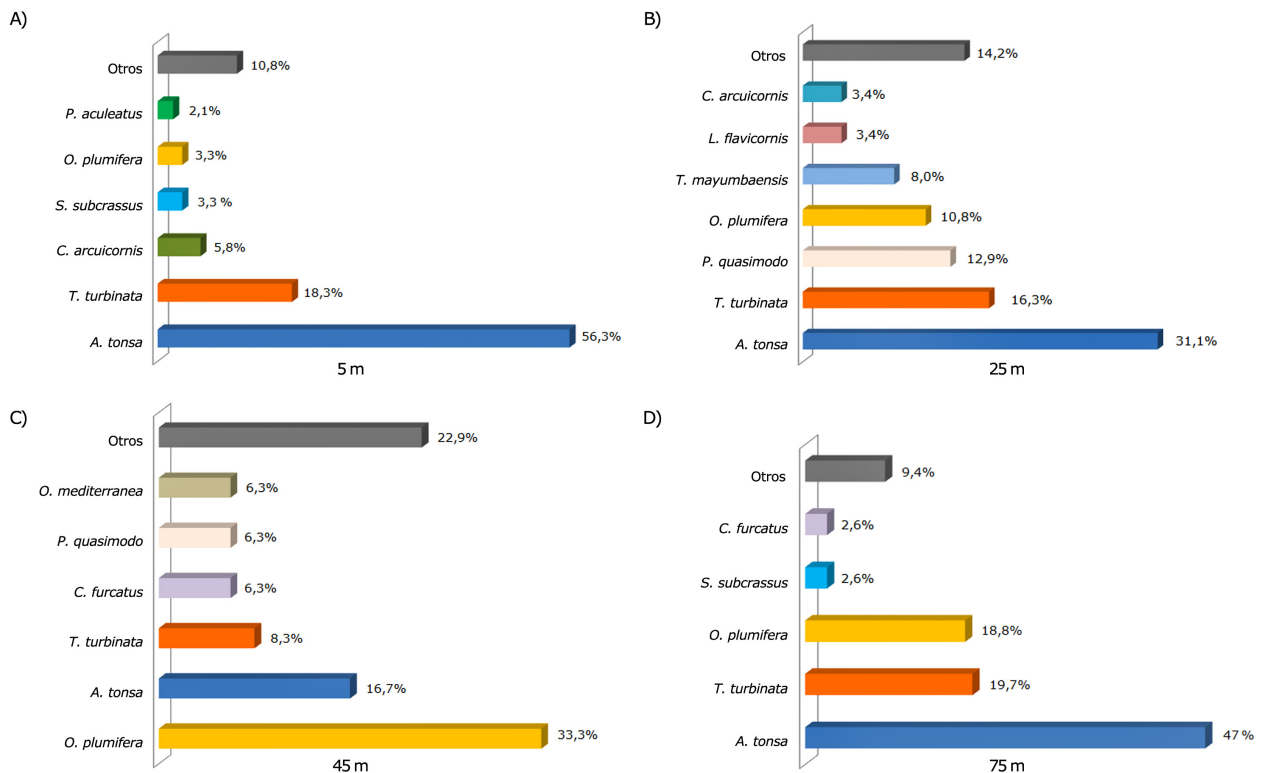 A)
Otros 10,8%
P. aculeatus 2,1%
O. plumifera 3,3%
S. subcrassus 3,3 %
C. arcuicornis 5,8%
T. turbinata 18,3%
A. tonsa 56,3%
5 m
B)
Otros 14,2%
C. arcuicornis 3,4%
L. flavicornis 3,4%
T. mayumbaensis 8,0%
O. plumifera 10,8%
P. quasimodo 12,9%
T. turbinata 16,3%
A. tonsa 31,1%
25 m
C)
Otros 22,9%
O. mediterranea 6,3%
P. quasimodo 6,3%
C. furcatus 6,3%
T. turbinata 8,3%
A. tonsa 16,7%
O. plumifera 33,3%
45 m
D)
Otros 9,4%
C. furcatus 2,6%
S. subcrassus 2,6%
O. plumifera 18,8%
T. turbinata 19,7%
A. tonsa 47 %
75 m